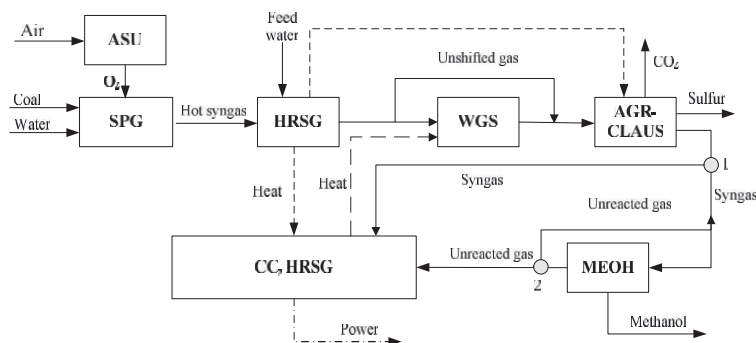 Feed
water
Air
ASU
Unshifted gas
CO₂
O₂
Coal
Hot syngas
Sulfur
Water
SPG
HRSG
WGS
AGR-
CLAUS
1
Heat
Heat
Syngas
Syngas
Unreacted gas
CC, HRSG
Unreacted gas
MEOH
2
Power
Methanol